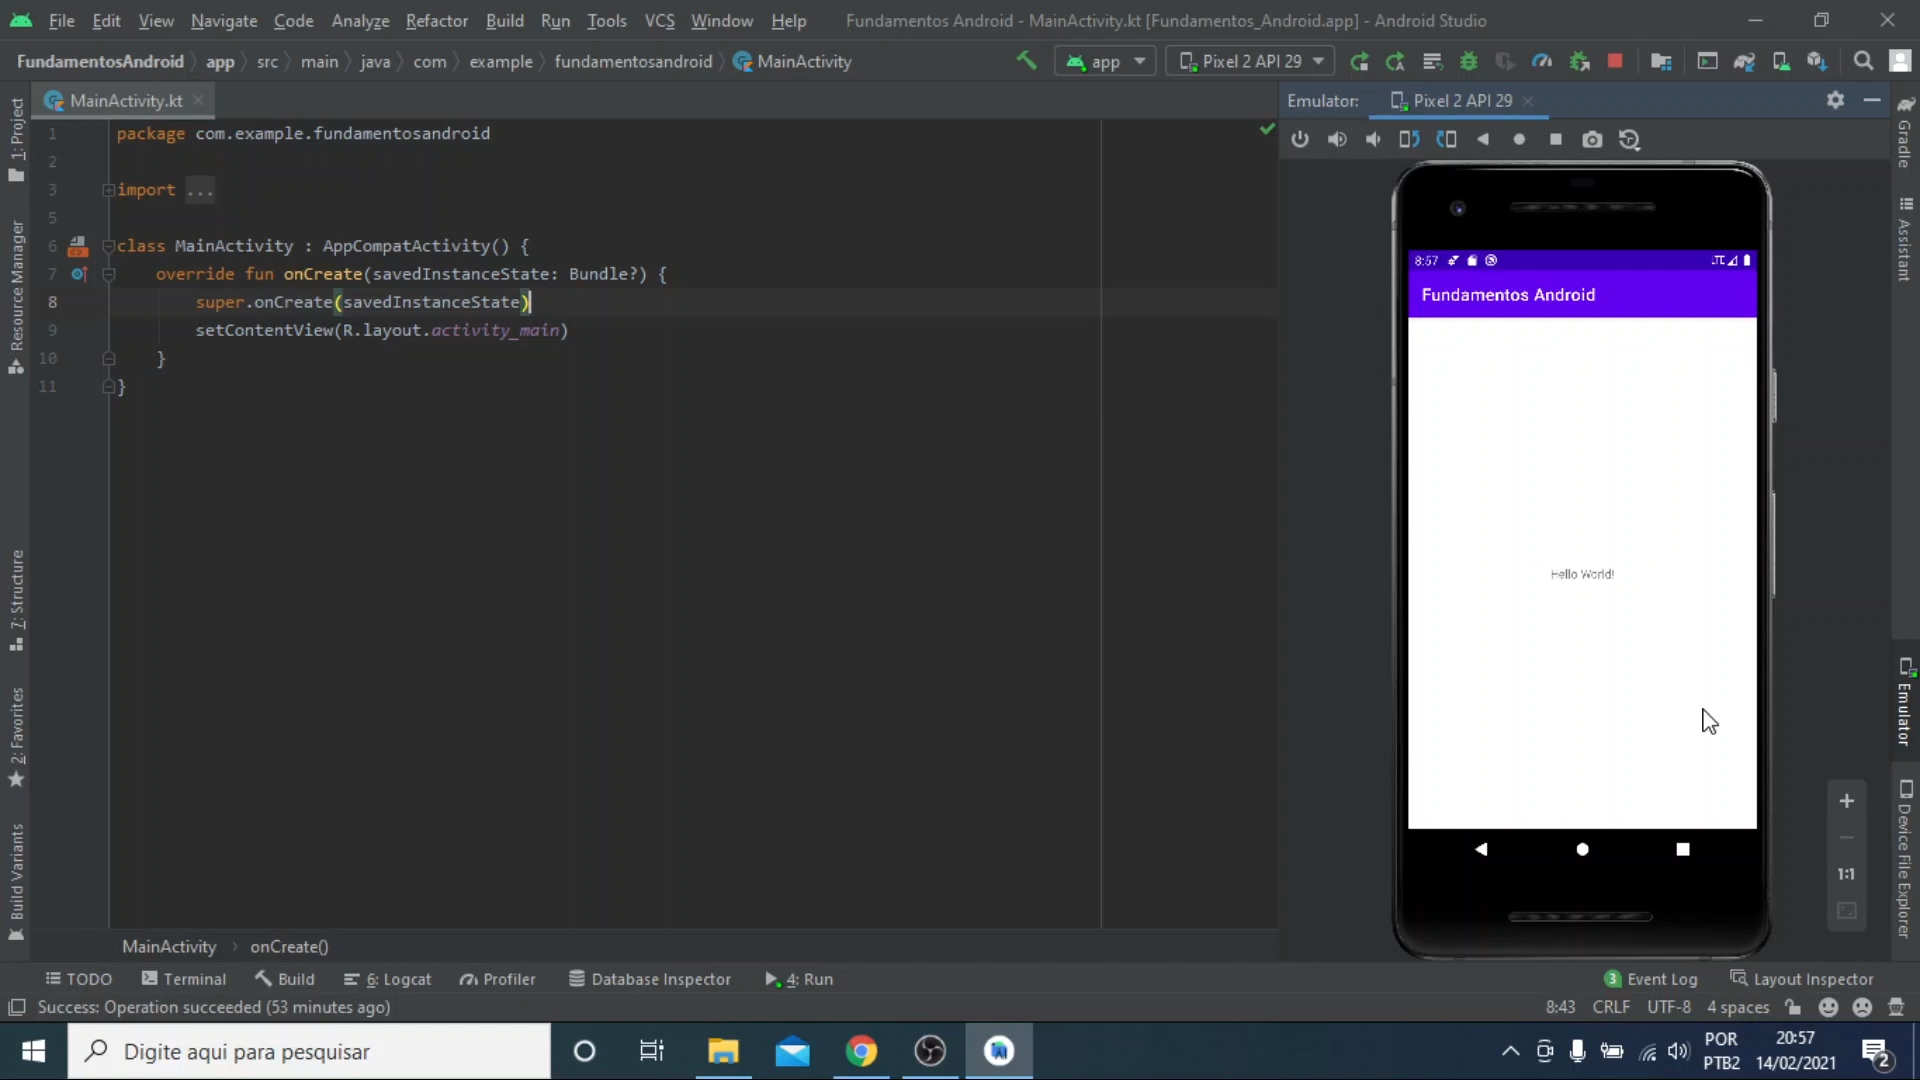 File Edit View Navigate Code Analyze Refactor Build Run Tools VCS Window Help Fundamentos Android - MainActivity.kt [Fundamentos_Android.app] - Android Studio
FundamentosAndroid app src main java com example fundamentosandroid MainActivity app Pixel 2 API 29
MainActivity.kt
Emulator: Pixel 2 API 29
1 package com.example.fundamentosandroid
2
3 import ...
5
6 class MainActivity : AppCompatActivity() {
7 override fun onCreate(savedInstanceState: Bundle?) {
8 super.onCreate(savedInstanceState)
9 setContentView(R.layout.activity_main)
10 }
11 }
1: Project
Resource Manager
7: Structure
2: Favorites
Build Variants
8:57
Fundamentos Android
Hello World!
1:1
Gradle
Assistant
Emulator
Device File Explorer
MainActivity onCreate()
TODO Terminal Build 6: Logcat Profiler Database Inspector 4: Run 3 Event Log Layout Inspector
Success: Operation succeeded (53 minutes ago) 8:43 CRLF UTF-8 4 spaces
Digite aqui para pesquisar
POR
PTB2
20:57
14/02/2021
2